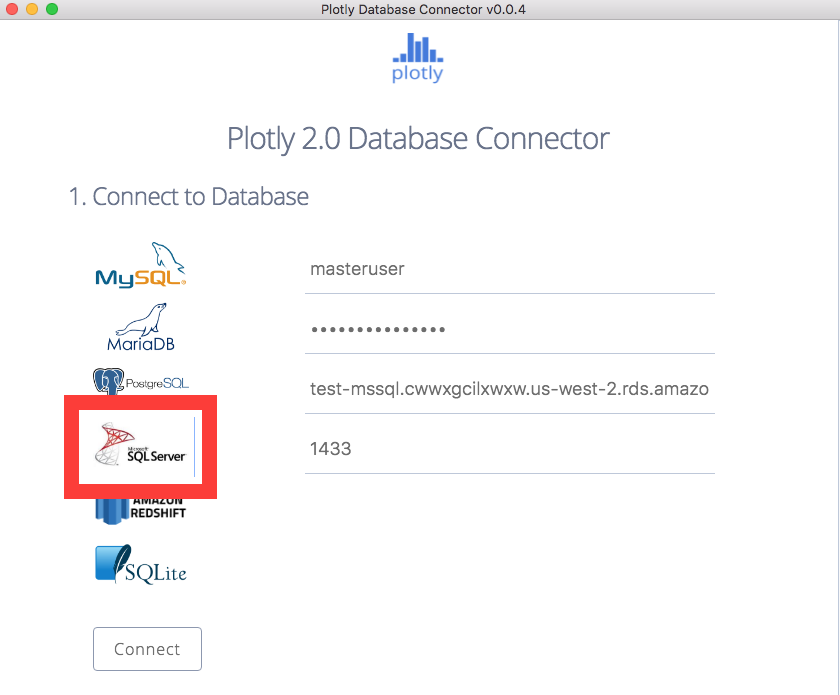 Plotly Database Connector v0.0.4
plotly
Plotly 2.0 Database Connector
1. Connect to Database
MySQL®
masteruser
MariaDB
•••••••••••••••
PostgreSQL
test-mssql.cwwxgcilxwxw.us-west-2.rds.amazo
Microsoft
SQL Server
1433
AMAZON
REDSHIFT
SQLite
Connect